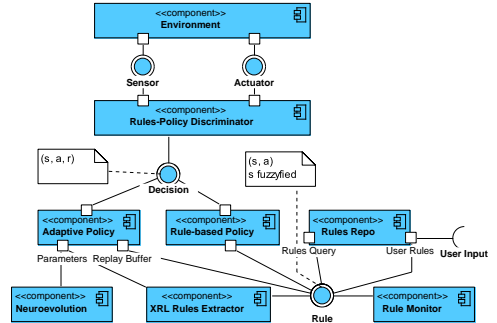 <<component>>
Environment
Sensor
Actuator
<<component>>
Rules-Policy Discriminator
(s, a, r)
(s, a)
s fuzzyfied
Decision
<<component>>
Adaptive Policy
<<component>>
Rule-based Policy
<<component>>
Rules Repo
Parameters
Replay Buffer
Rules Query
User Rules
User Input
<<component>>
Neuroevolution
<<component>>
XRL Rules Extractor
Rule
<<component>>
Rule Monitor